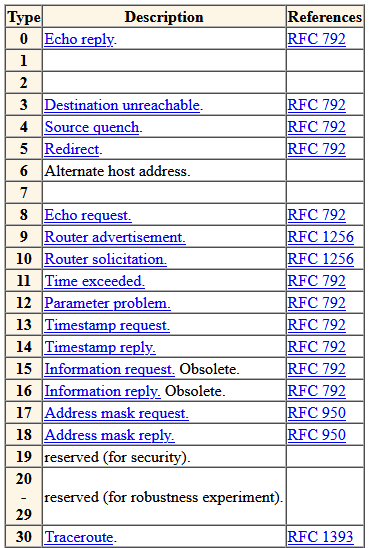 Type Description References
0 Echo reply. RFC 792
1
2
3 Destination unreachable. RFC 792
4 Source quench. RFC 792
5 Redirect. RFC 792
6 Alternate host address.
7
8 Echo request. RFC 792
9 Router advertisement. RFC 1256
10 Router solicitation. RFC 1256
11 Time exceeded. RFC 792
12 Parameter problem. RFC 792
13 Timestamp request. RFC 792
14 Timestamp reply. RFC 792
15 Information request. Obsolete. RFC 792
16 Information reply. Obsolete. RFC 792
17 Address mask request. RFC 950
18 Address mask reply. RFC 950
19 reserved (for security).
20
- reserved (for robustness experiment).
29
30 Traceroute. RFC 1393